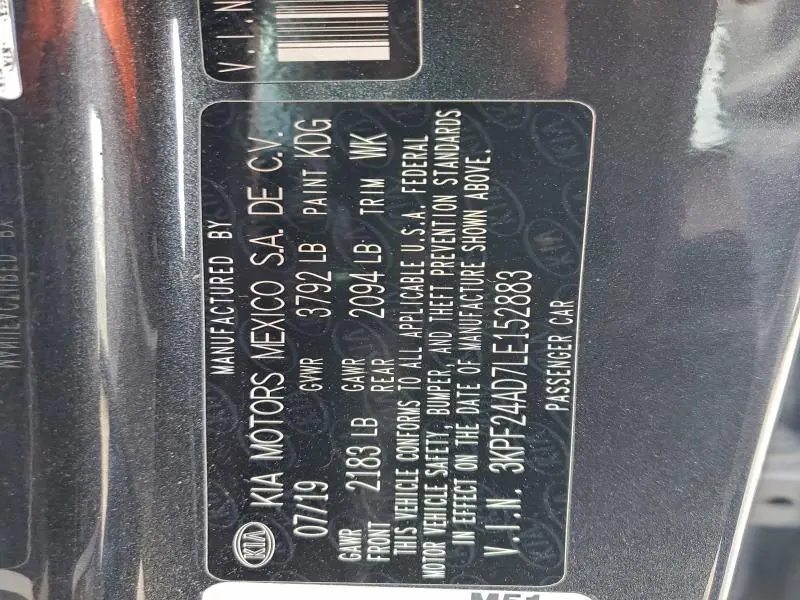 V.I.N
MANUFACTURED BY
KIA KIA MOTORS MEXICO S.A. DE C.V.
07/19 GVWR 3792 LB PAINT KDG
GAWR FRONT 2183 LB GAWR REAR 2094 LB TRIM WK
THIS VEHICLE CONFORMS TO ALL APPLICABLE U.S.A. FEDERAL
MOTOR VEHICLE SAFETY, BUMPER, AND THEFT PREVENTION STANDARDS
IN EFFECT ON THE DATE OF MANUFACTURE SHOWN ABOVE.
V.I.N. 3KPF24AD7LE152883
PASSENGER CAR